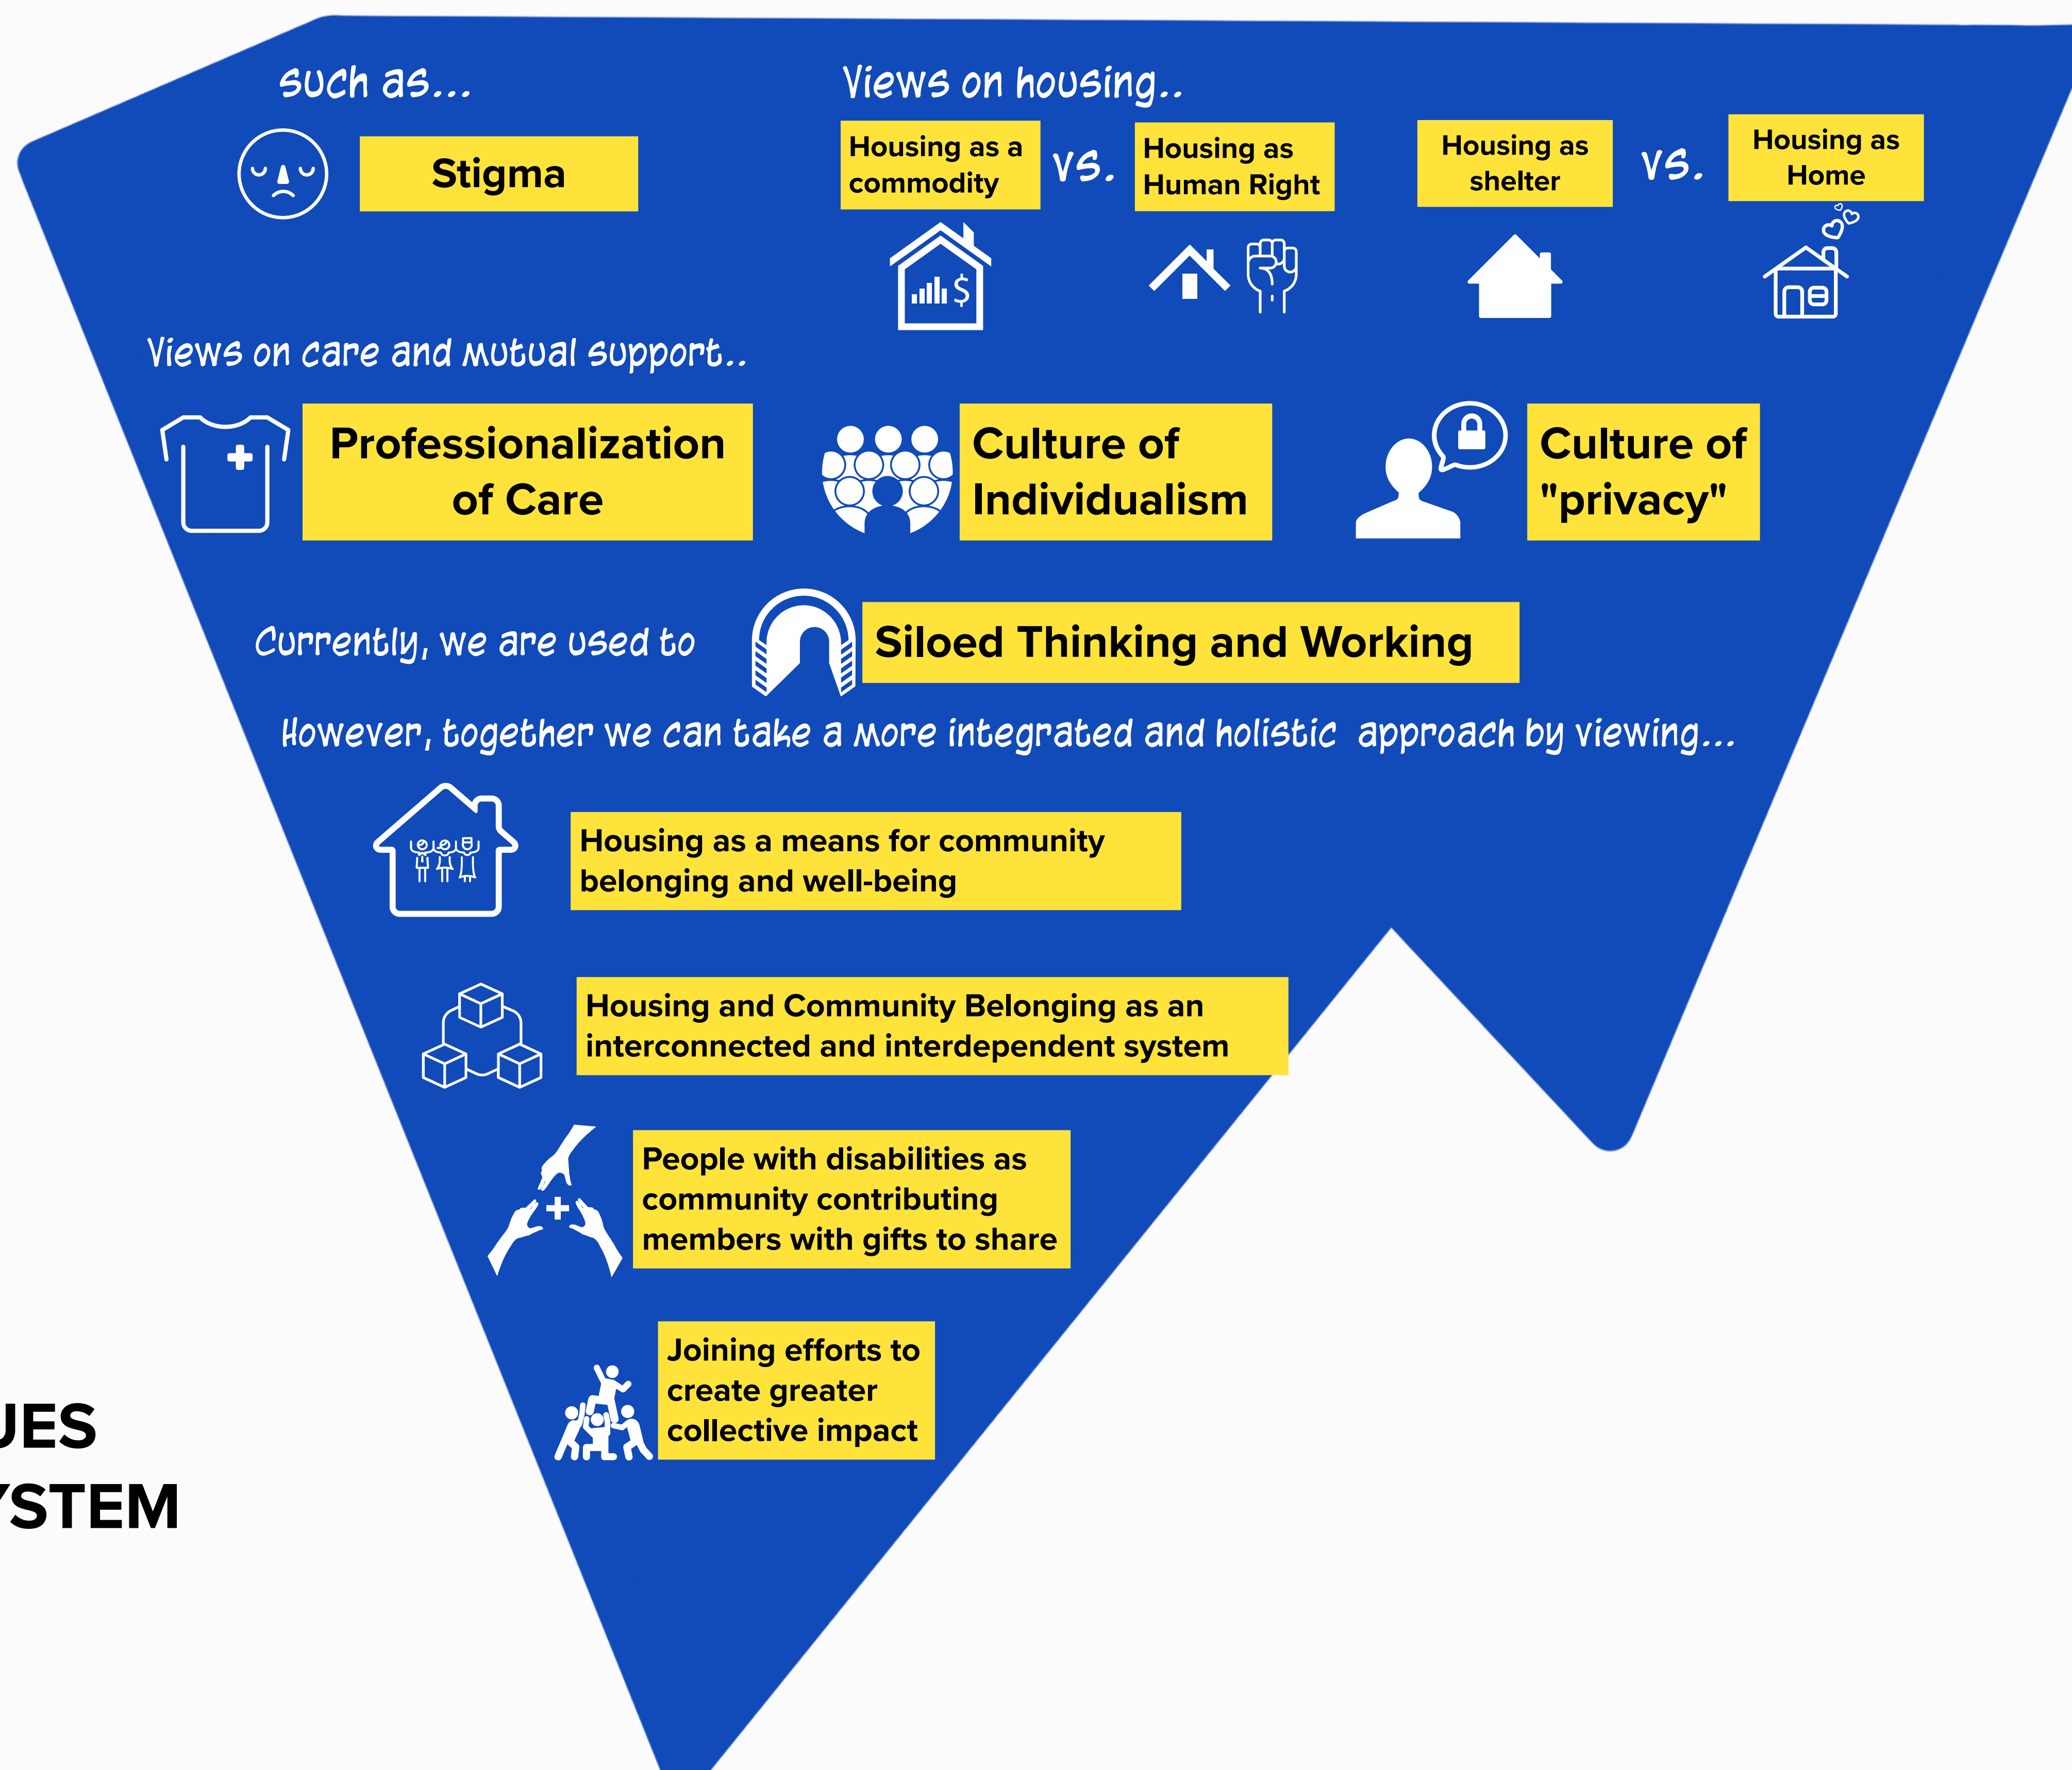 such as...
Stigma
Views on housing..
Housing as a
commodity
vs.
Housing as
Human Right
Housing as
shelter
vs.
Housing as
Home
$
Views on care and mutual support..
Professionalization
of Care
Culture of
Individualism
Culture of
"privacy"
Currently, we are used to
Siloed Thinking and Working
However, together we can take a more integrated and holistic approach by viewing...
Housing as a means for community
belonging and well-being
Housing and Community Belonging as an
interconnected and interdependent system
People with disabilities as
community contributing
members with gifts to share
Joining efforts to
create greater
collective impact
UES
YSTEM